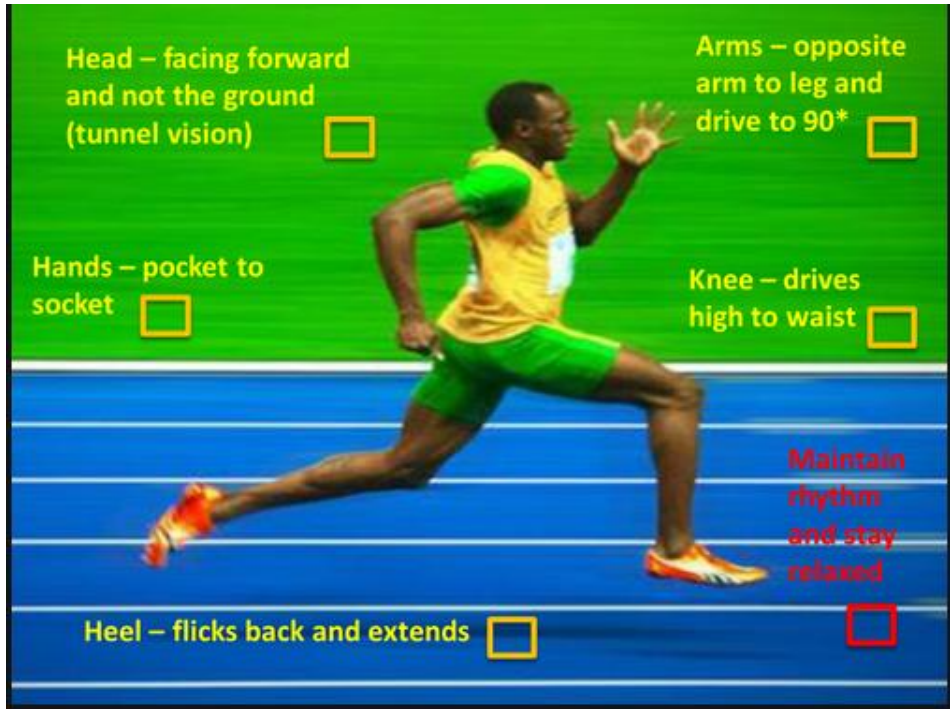 Head – facing forward
and not the ground
(tunnel vision)
Arms – opposite
arm to leg and
drive to 90*
Hands – pocket to
socket
Knee – drives
high to waist
Maintain
rhythm
and stay
relaxed
Heel – flicks back and extends